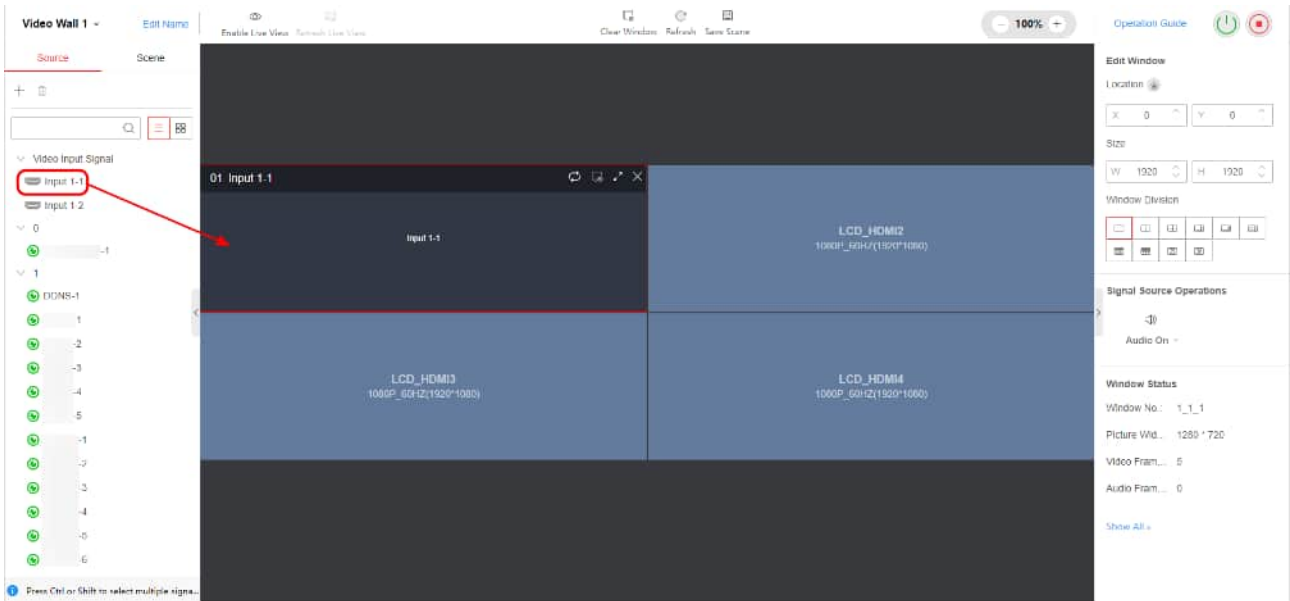 Video Wall 1
Edit Name
Enable Live View
Refresh Live View
Clear Window
Refresh
Save Scene
100%
Operation Guide
Source
Scene
Video Input Signal
Input 1-1
Input 1-2
0
-1
1
DGNS-1
1
-2
-3
-4
-5
-1
-2
-3
-4
-5
-6
Press Ctrl or Shift to select multiple signa...
01 Input 1-1
Input 1-1
LCD_HDMI2
1080P_60HZ(1920*1080)
LCD_HDMI3
1080P_60HZ(1920*1080)
LCD_HDMI4
1080P_60HZ(1920*1080)
Edit Window
Location
X 0 Y 0
Size
W 1920 H 1920
Window Division
Signal Source Operations
Audio On
Window Status
Window No.: 1_1_1
Picture Wid... 1280 * 720
Video Fram... 5
Audio Fram... 0
Show All